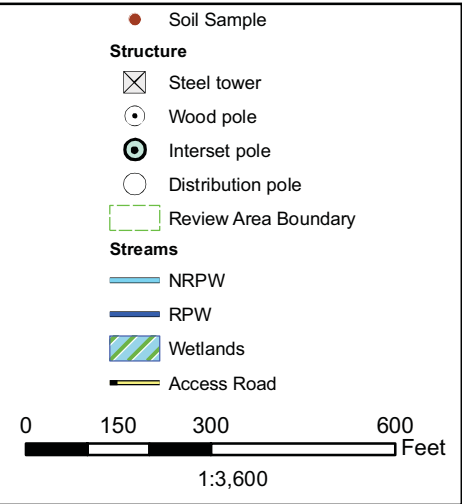 Soil Sample
Structure
Steel tower
Wood pole
Interset pole
Distribution pole
Review Area Boundary
Streams
NRPW
RPW
Wetlands
Access Road
0 150 300 600
Feet
1:3,600